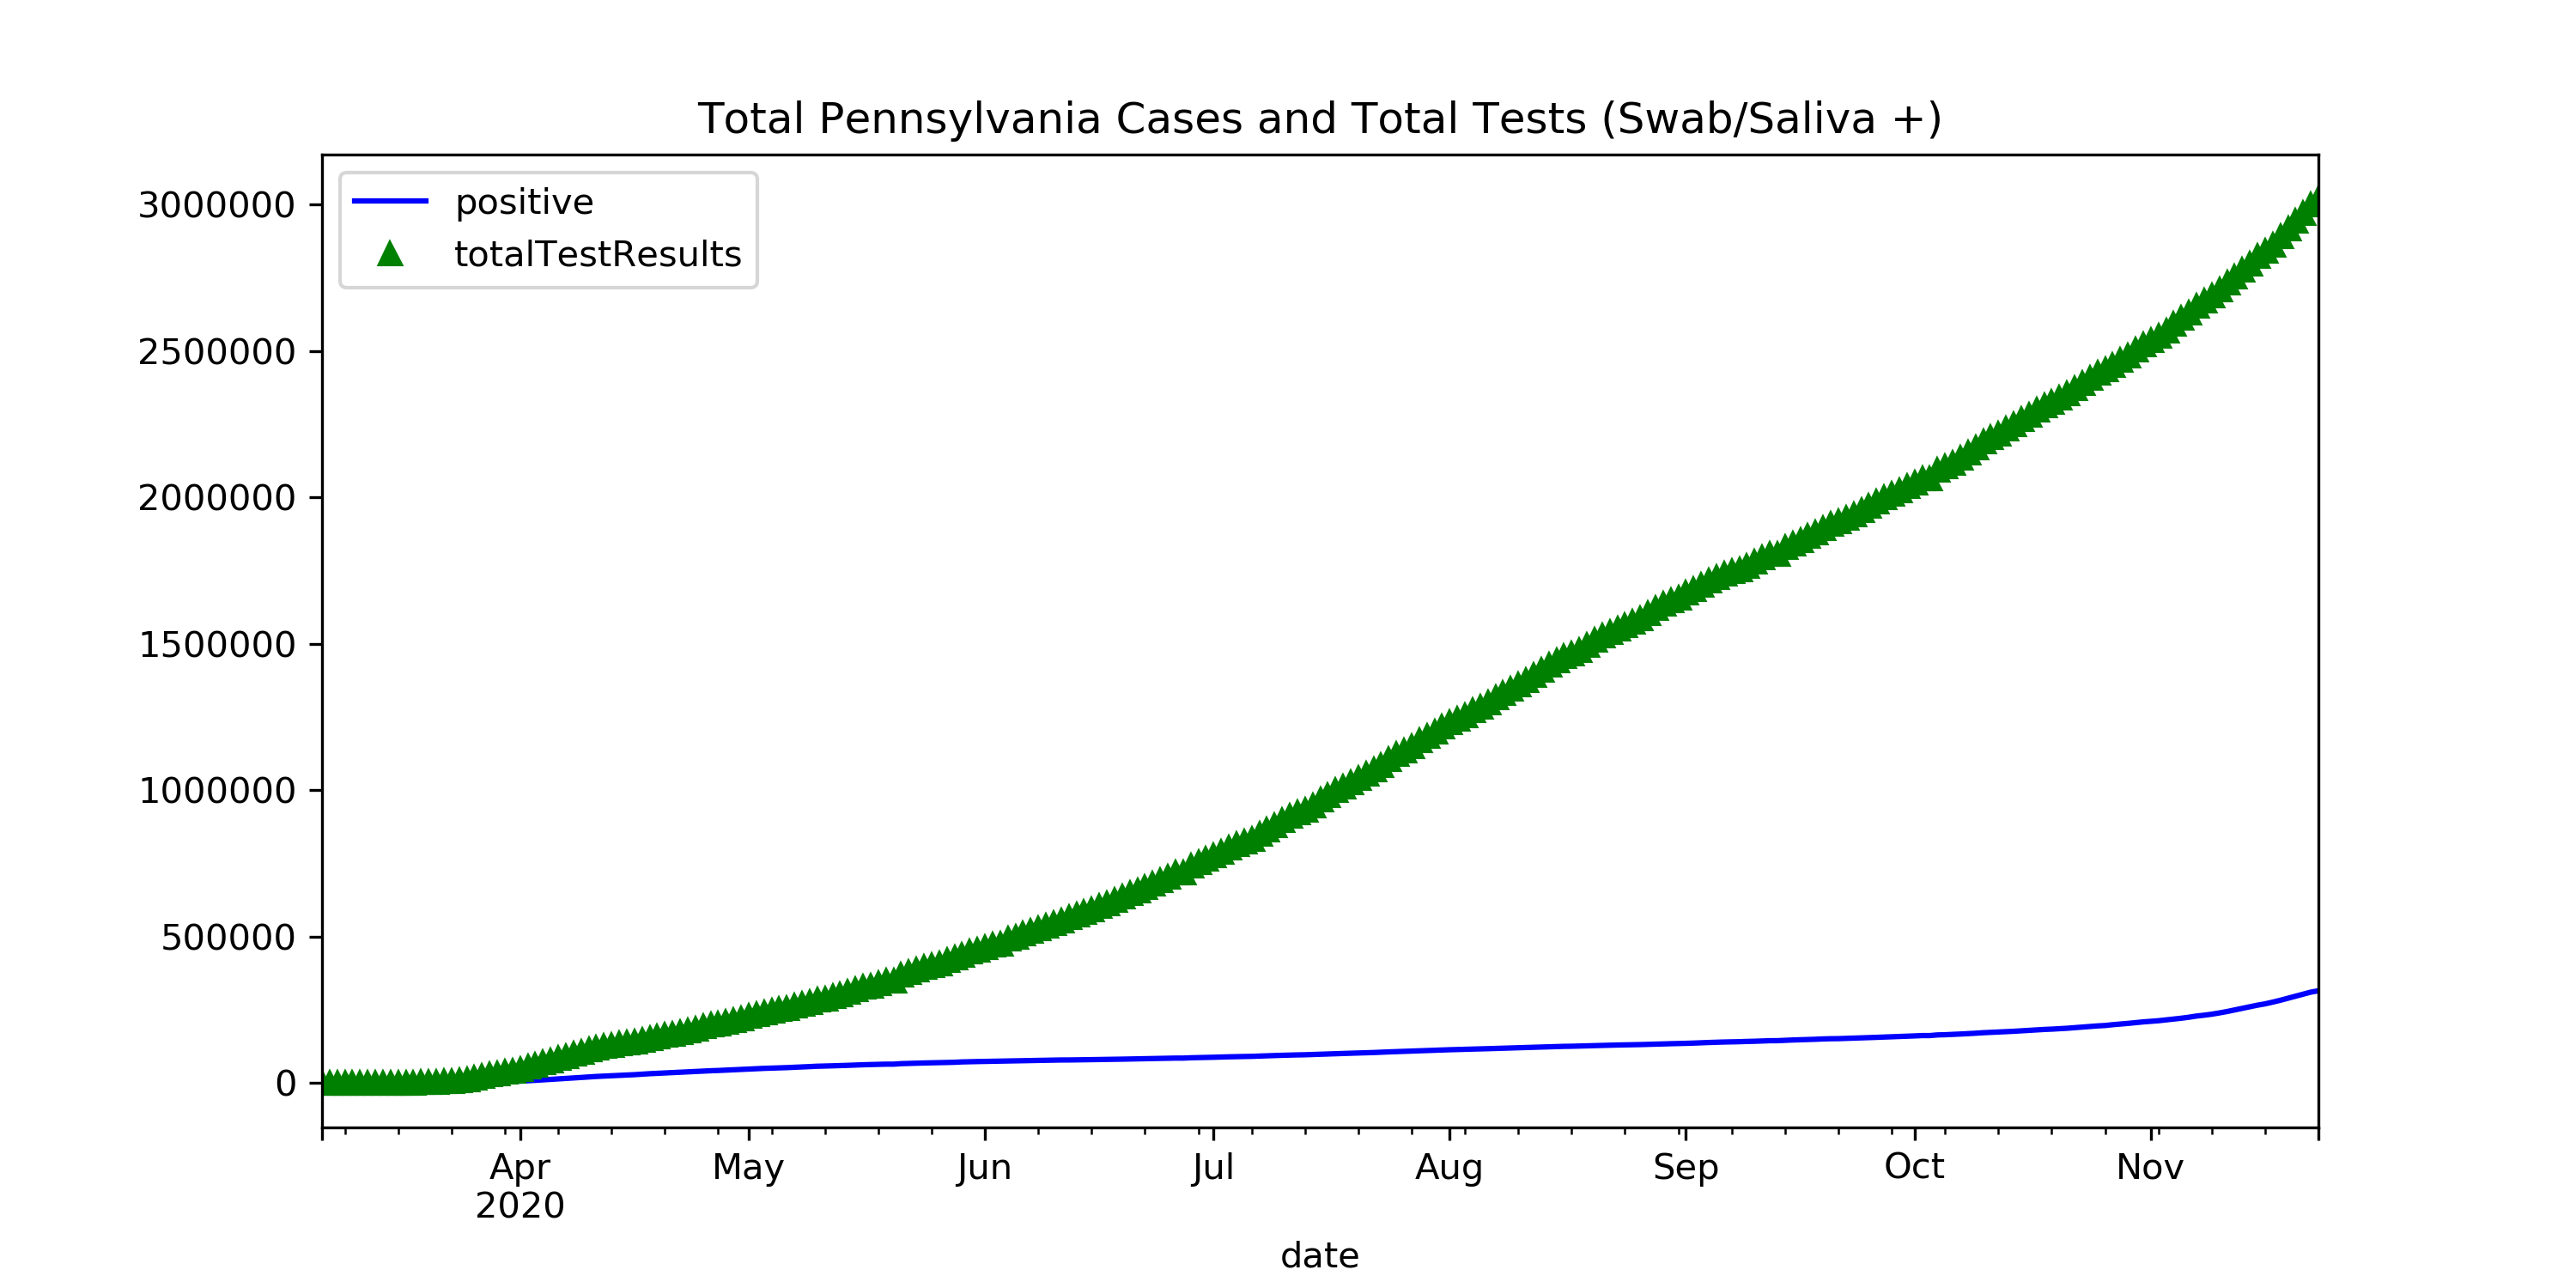 Total Pennsylvania Cases and Total Tests (Swab/Saliva +)
positive
totalTestResults
3000000
2500000
2000000
1500000
1000000
500000
0
Apr May Jun Jul Aug Sep Oct Nov
2020
date